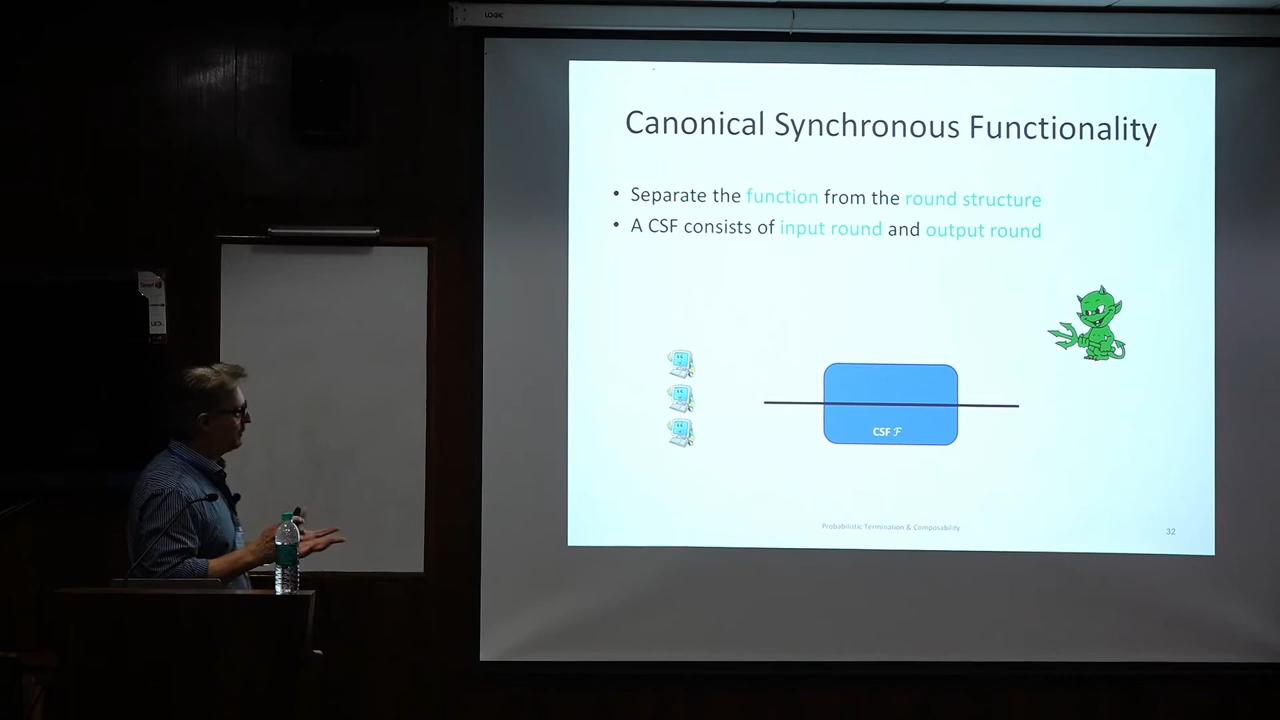 LOGIC
Canonical Synchronous Functionality
• Separate the function from the round structure
• A CSF consists of input round and output round
CSF ℱ
Probabilistic Termination & Composability
32